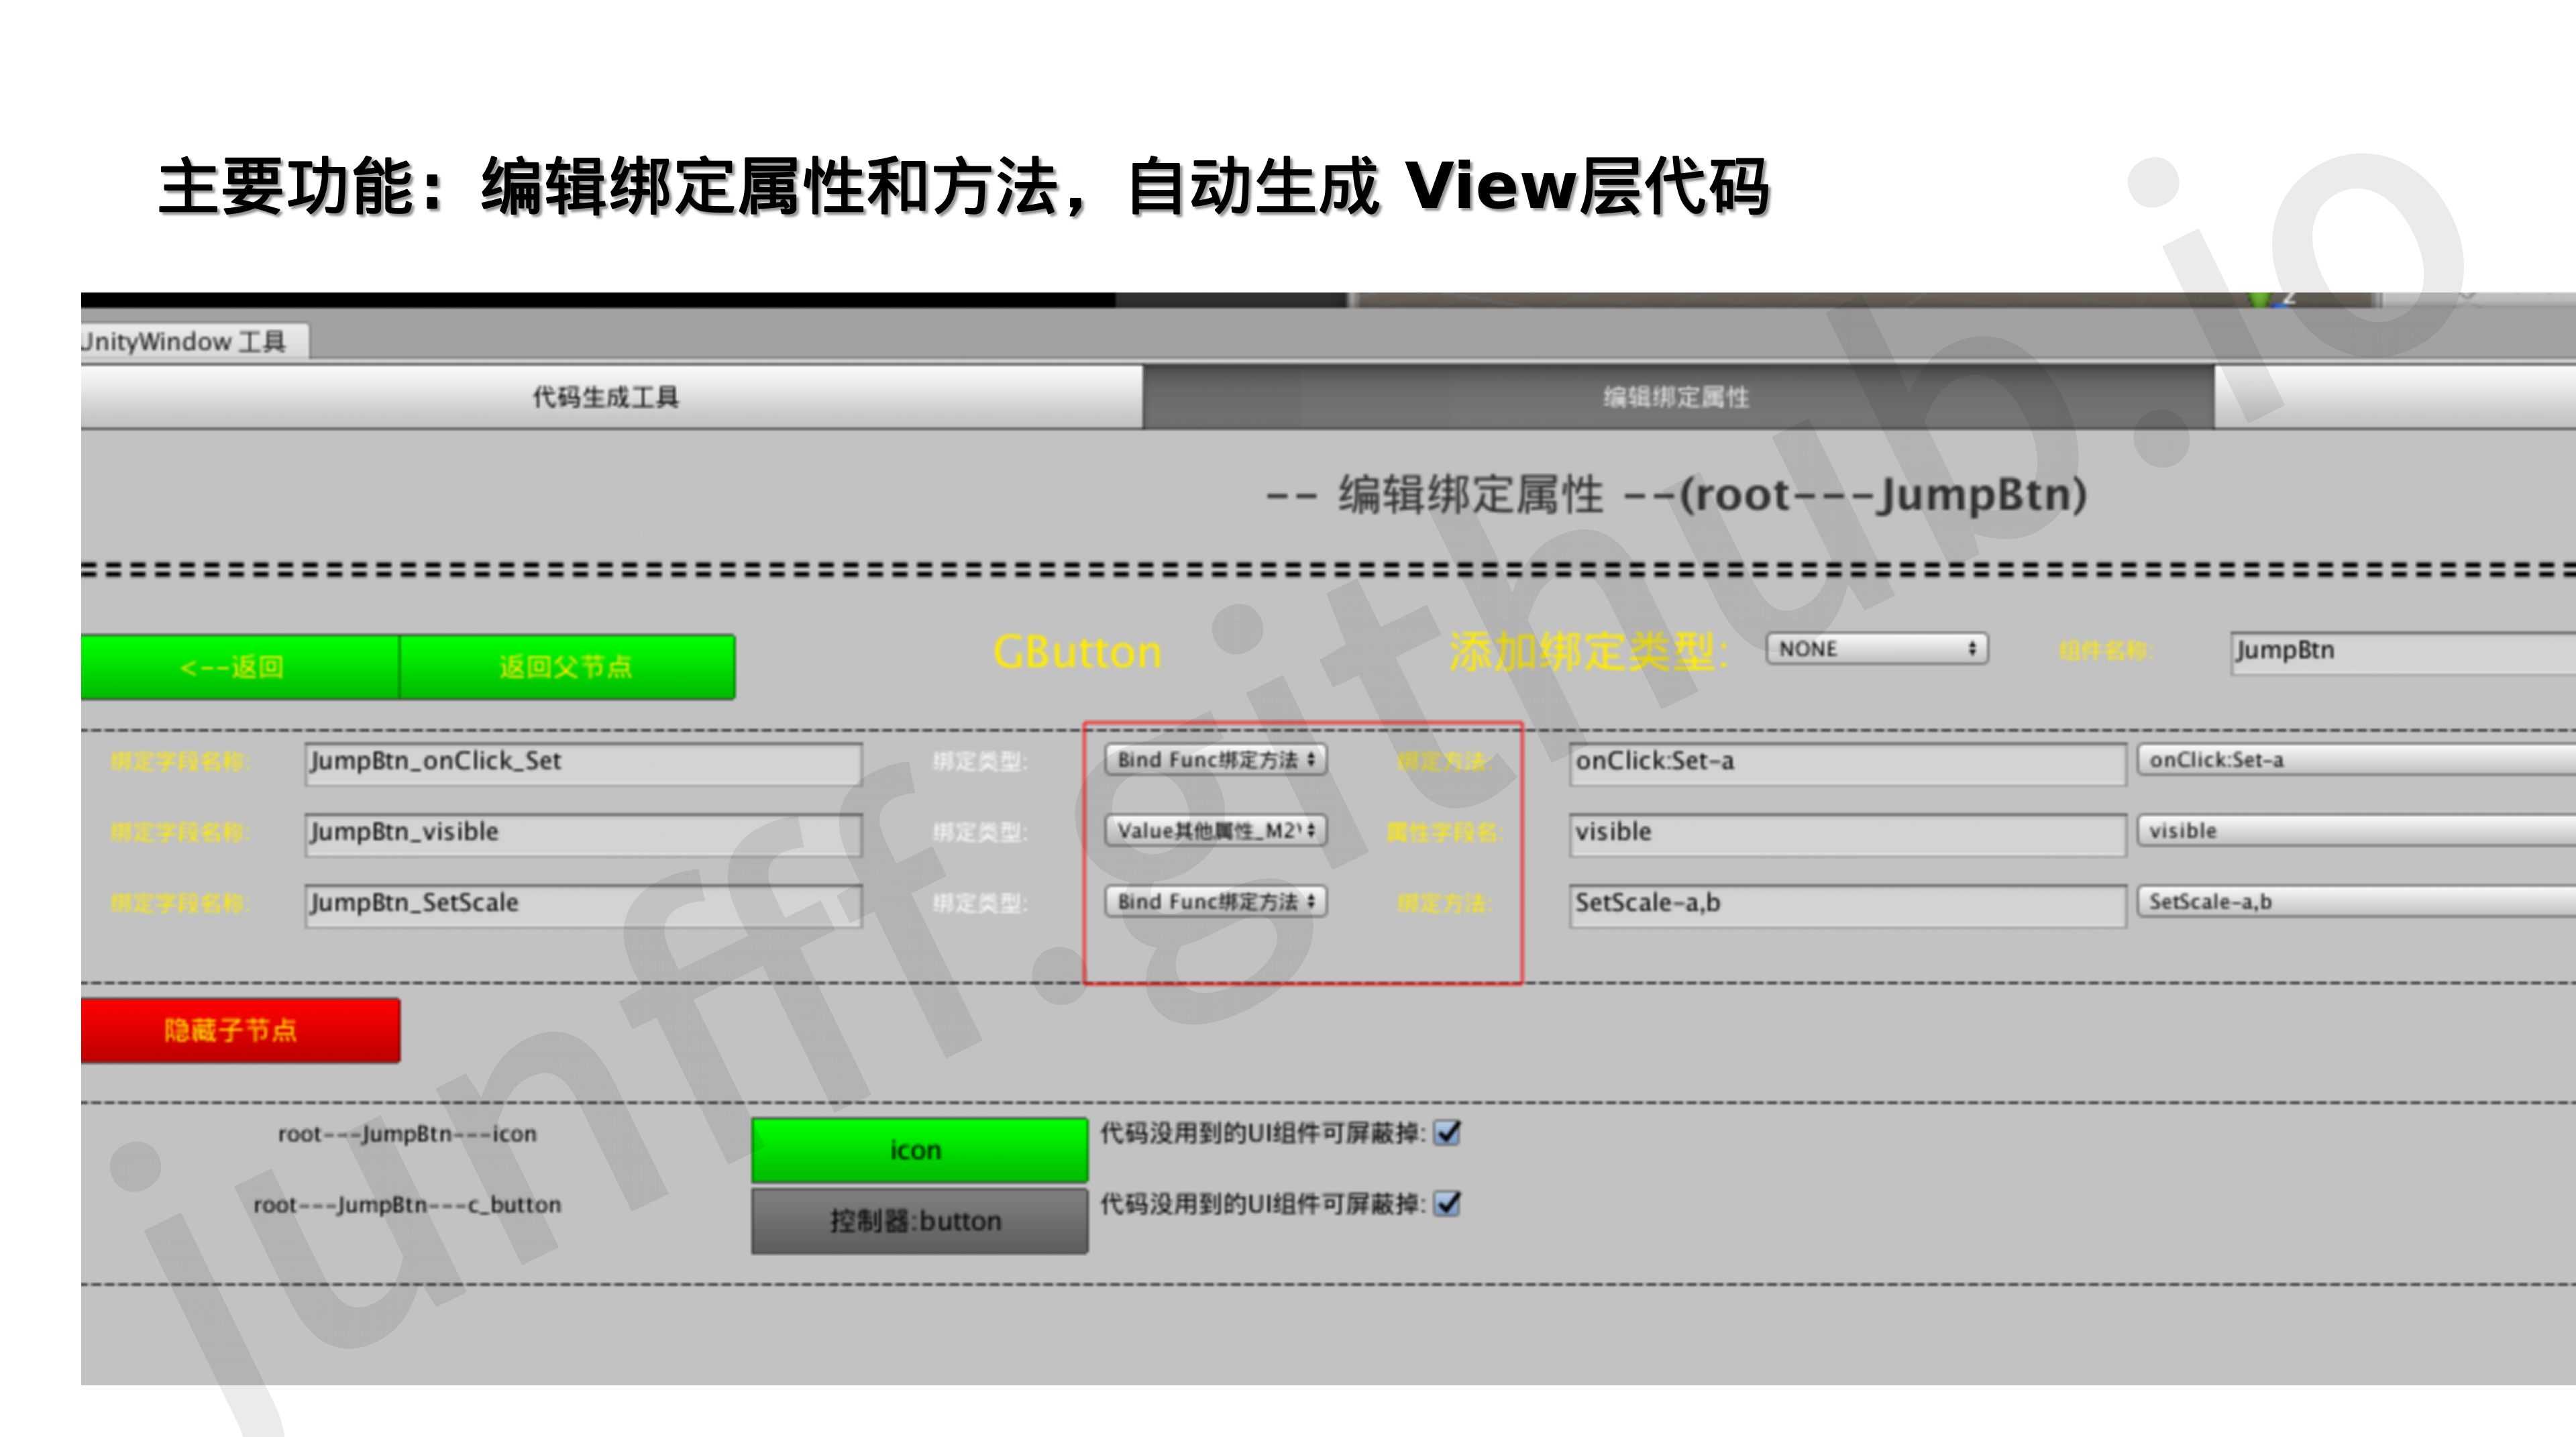 主要功能：编辑绑定属性和方法，自动生成 View层代码
UnityWindow 工具
代码生成工具 编辑绑定属性
-- 编辑绑定属性 --(root---JumpBtn)
<--返回 返回父节点 GButton 添加绑定类型: NONE 组件名称: JumpBtn
绑定字段名称: JumpBtn_onClick_Set 绑定类型: Bind Func绑定方法 绑定方法: onClick:Set-a onClick:Set-a
绑定字段名称: JumpBtn_visible 绑定类型: Value其他属性_M2 属性字段名: visible visible
绑定字段名称: JumpBtn_SetScale 绑定类型: Bind Func绑定方法 绑定方法: SetScale-a,b SetScale-a,b
隐藏子节点
root---JumpBtn---icon icon 代码没用到的UI组件可屏蔽掉:
root---JumpBtn---c_button 控制器:button 代码没用到的UI组件可屏蔽掉:
junfff.github.io